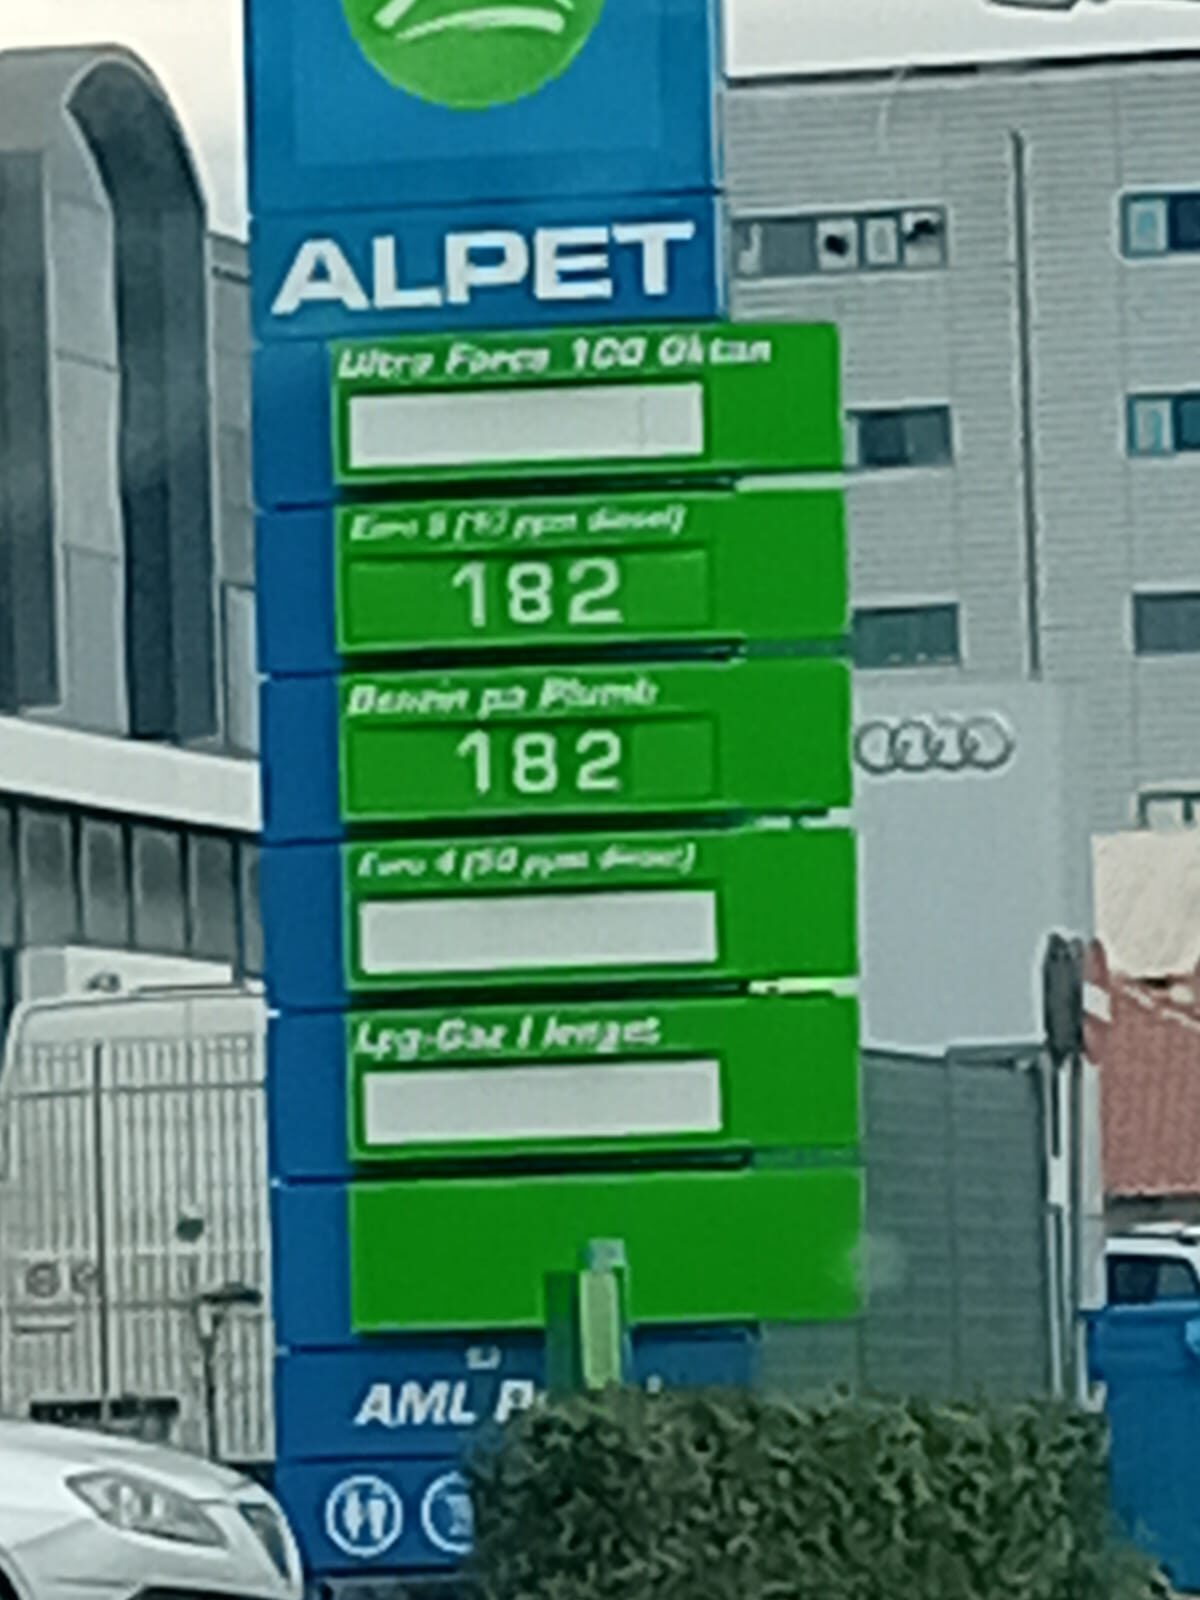 ALPET
Ultra Force 100 Oktan
Euro 5 (10 ppm diesel)
182
Benzin pa Plumb
182
Euro 4 (50 ppm diesel)
Lpg-Gaz I lenget
AML